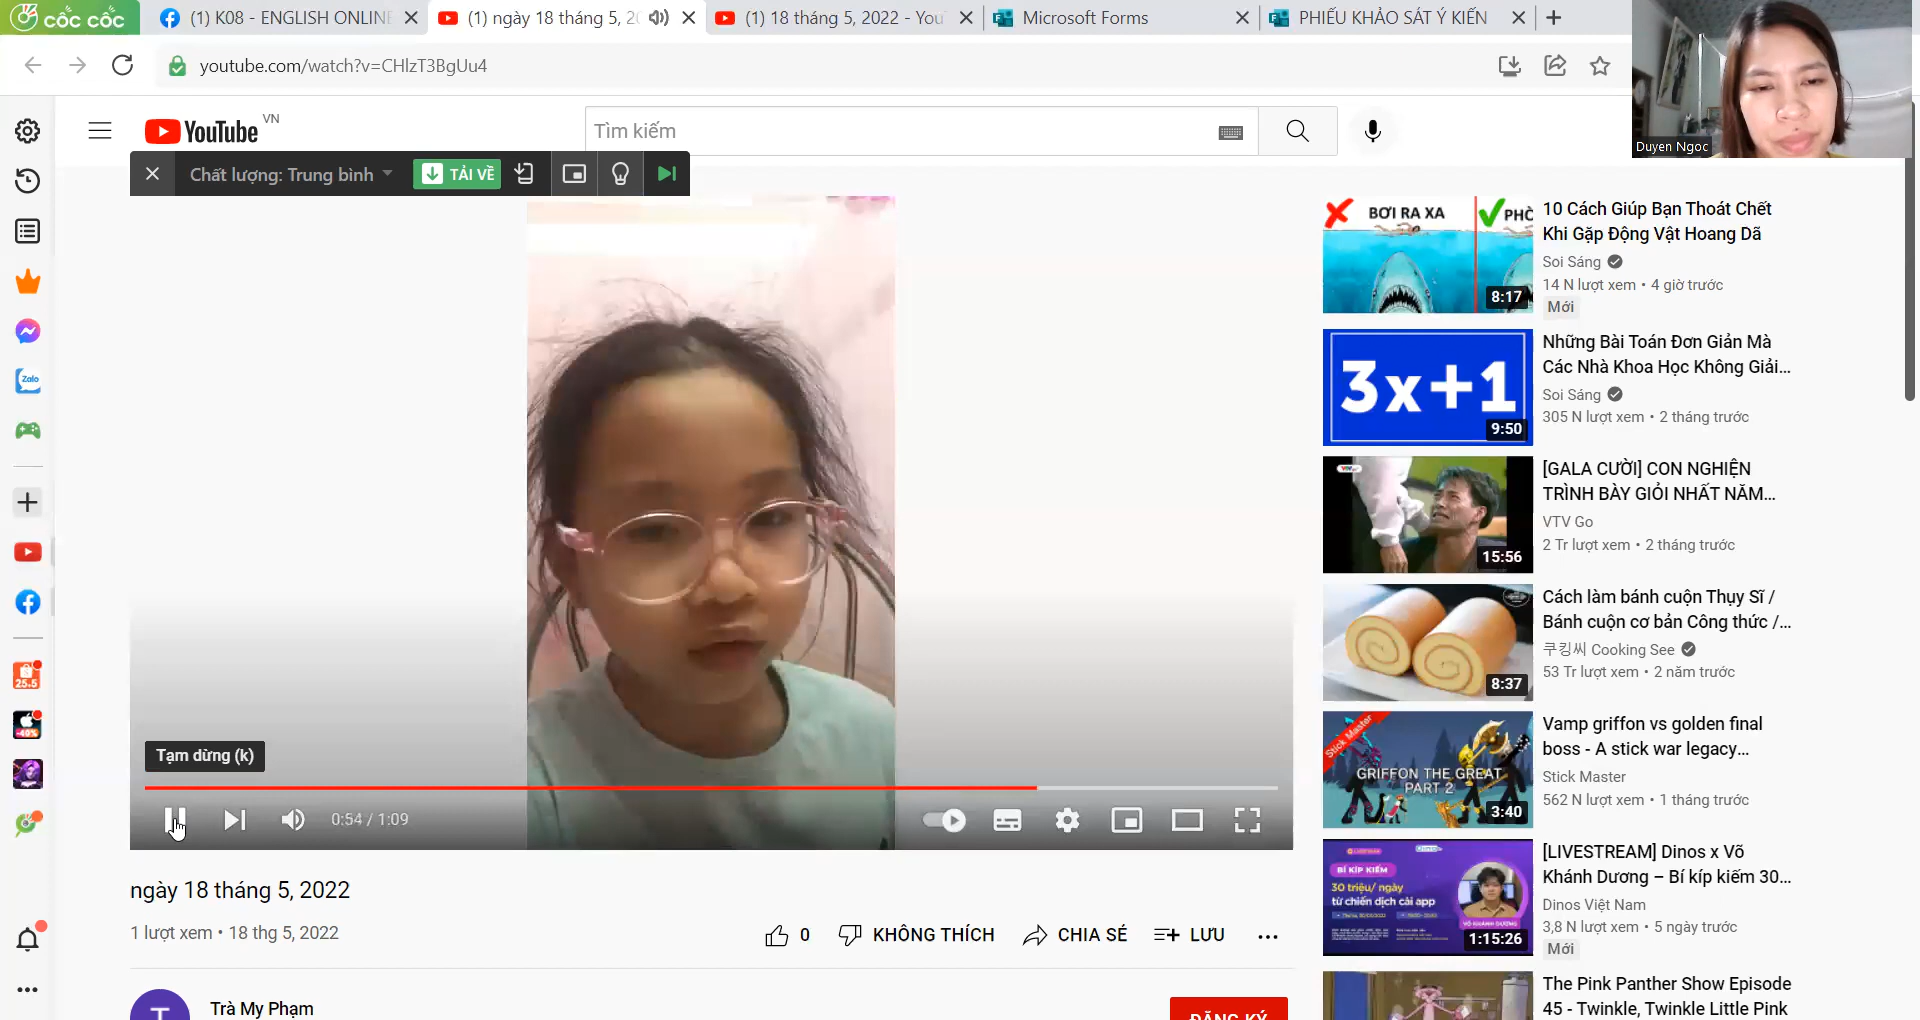 cốc cốc
(1) K08 - ENGLISH ONLINE
(1) ngày 18 tháng 5, 20
(1) 18 tháng 5, 2022 - You
Microsoft Forms
PHIẾU KHẢO SÁT Ý KIẾN
youtube.com/watch?v=CHlzT3BgUu4
Duyen Ngoc
YouTube VN
Tìm kiếm
Chất lượng: Trung bình
TẢI VỀ
Zalo
25.5
-40%
Tạm dừng (k)
0:54 / 1:09
ngày 18 tháng 5, 2022
1 lượt xem • 18 thg 5, 2022
0
KHÔNG THÍCH
CHIA SẺ
LƯU
T
Trà My Phạm
ĐĂNG KÝ
BƠI RA XA
PHÒ
8:17
10 Cách Giúp Bạn Thoát Chết
Khi Gặp Động Vật Hoang Dã
Soi Sáng
14 N lượt xem • 4 giờ trước
Mới
3x+1
9:50
Những Bài Toán Đơn Giản Mà
Các Nhà Khoa Học Không Giải...
Soi Sáng
305 N lượt xem • 2 tháng trước
15:56
[GALA CƯỜI] CON NGHIỆN
TRÌNH BÀY GIỎI NHẤT NĂM...
VTV Go
2 Tr lượt xem • 2 tháng trước
8:37
Cách làm bánh cuộn Thụy Sĩ /
Bánh cuộn cơ bản Công thức /...
쿠킹씨 Cooking See
53 Tr lượt xem • 2 năm trước
Stick Master
GRIFFON THE GREAT
PART 2
3:40
Vamp griffon vs golden final
boss - A stick war legacy...
Stick Master
562 N lượt xem • 1 tháng trước
BÍ KÍP KIẾM
30 triệu/ ngày
từ chiến dịch cài app
VÕ KHÁNH DƯƠNG
1:15:26
[LIVESTREAM] Dinos x Võ
Khánh Dương – Bí kíp kiếm 30...
Dinos Việt Nam
3,8 N lượt xem • 5 ngày trước
Mới
The Pink Panther Show Episode
45 - Twinkle, Twinkle Little Pink